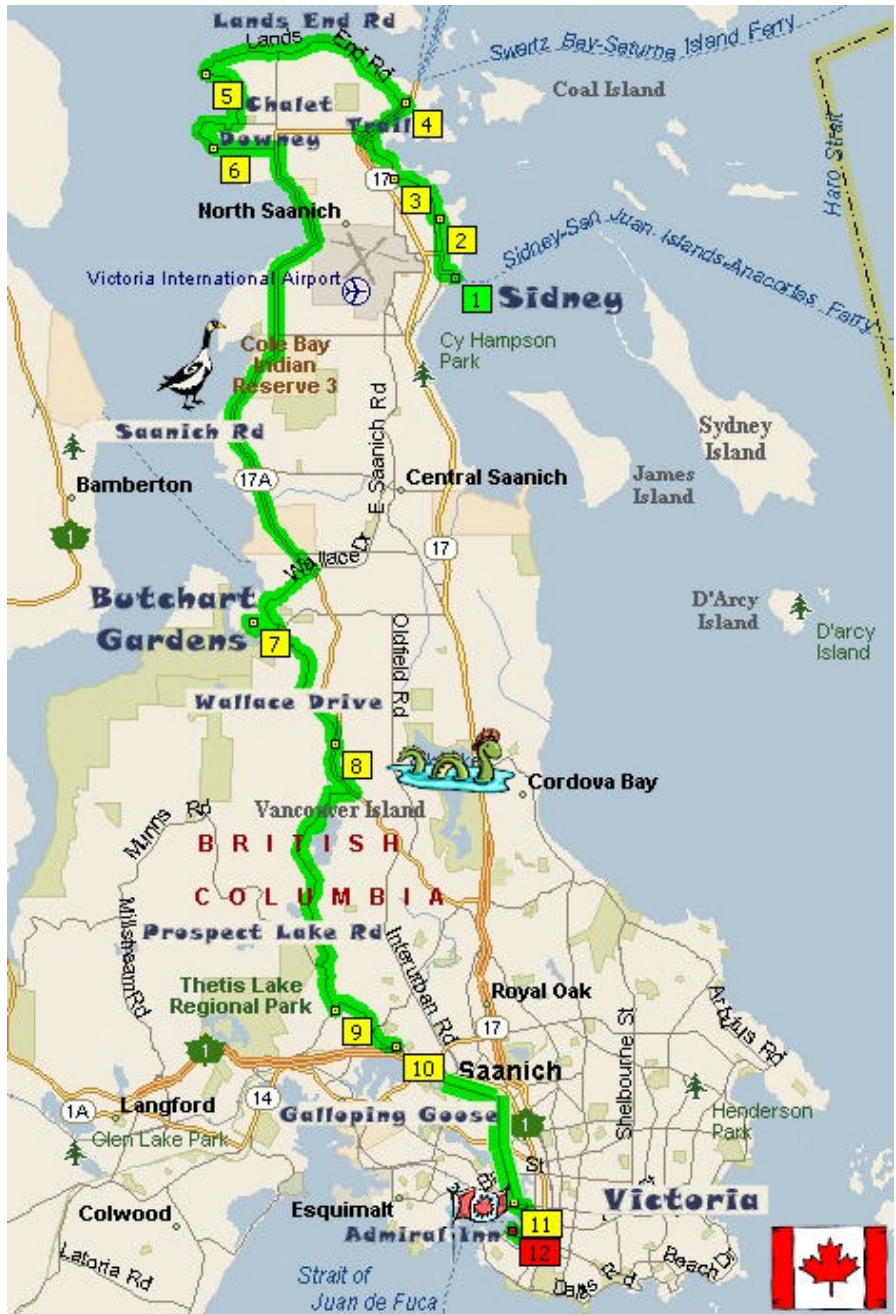 Lands End Rd
Lands End Rd
Swartz Bay-Saturna Island Ferry
Coal Island
5
Chalet
4
Trail
Downey
6
17
3
Haro Strait
North Saanich
2
Sidney-San Juan Islands-Anacortes Ferry
Victoria International Airport
1
Sidney
Cole Bay
Indian
Reserve 3
Cy Hampson
Park
E Saanich Rd
Saanich Rd
Sydney
Island
James
Island
17A
Central Saanich
Bamberton
1
17
Wallace Dr
Butchart
Gardens
7
D'Arcy
Island
D'arcy
Island
Oldfield Rd
Wallace Drive
8
Cordova Bay
Vancouver Island
Munns Rd
BRITISH
COLUMBIA
Millstream Rd
Prospect Lake Rd
Interurban Rd
Thetis Lake
Regional Park
Royal Oak
9
17
Shelbourne St
Arbutus Rd
1
10
Saanich
1A
Langford
14
Galloping Goose
1
Henderson
Park
Glen Lake Park
St
Esquimalt
Victoria
Colwood
11
Admiral Inn
12
Latoria Rd
Beach Dr
Dallas Rd
Strait of
Juan de Fuca